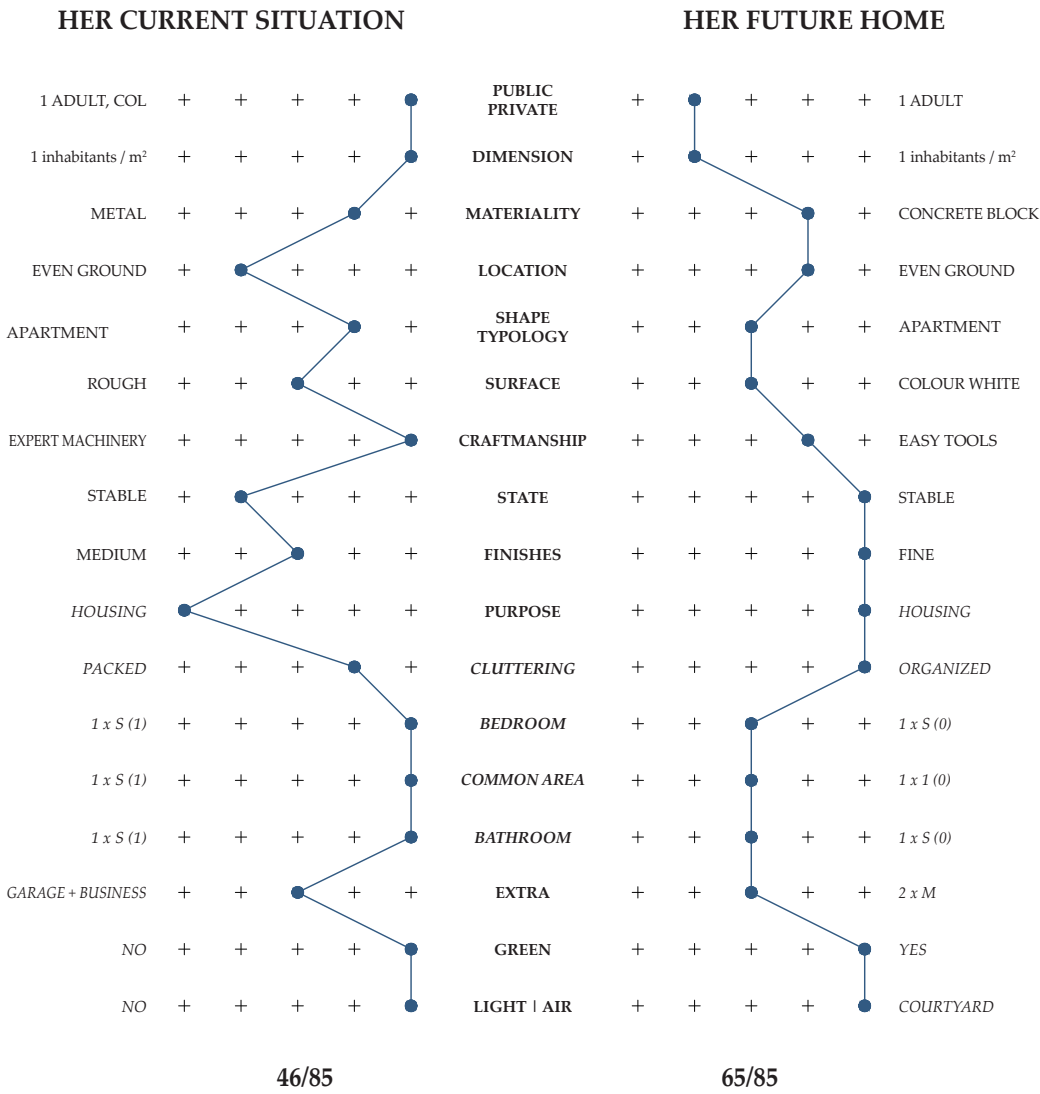 HER CURRENT SITUATION HER FUTURE HOME
1 ADULT, COL PUBLIC PRIVATE 1 ADULT
1 inhabitants / m² DIMENSION 1 inhabitants / m²
METAL MATERIALITY CONCRETE BLOCK
EVEN GROUND LOCATION EVEN GROUND
APARTMENT SHAPE TYPOLOGY APARTMENT
ROUGH SURFACE COLOUR WHITE
EXPERT MACHINERY CRAFTMANSHIP EASY TOOLS
STABLE STATE STABLE
MEDIUM FINISHES FINE
HOUSING PURPOSE HOUSING
PACKED CLUTTERING ORGANIZED
1 x S (1) BEDROOM 1 x S (0)
1 x S (1) COMMON AREA 1 x 1 (0)
1 x S (1) BATHROOM 1 x S (0)
GARAGE + BUSINESS EXTRA 2 x M
NO GREEN YES
NO LIGHT | AIR COURTYARD
46/85 65/85